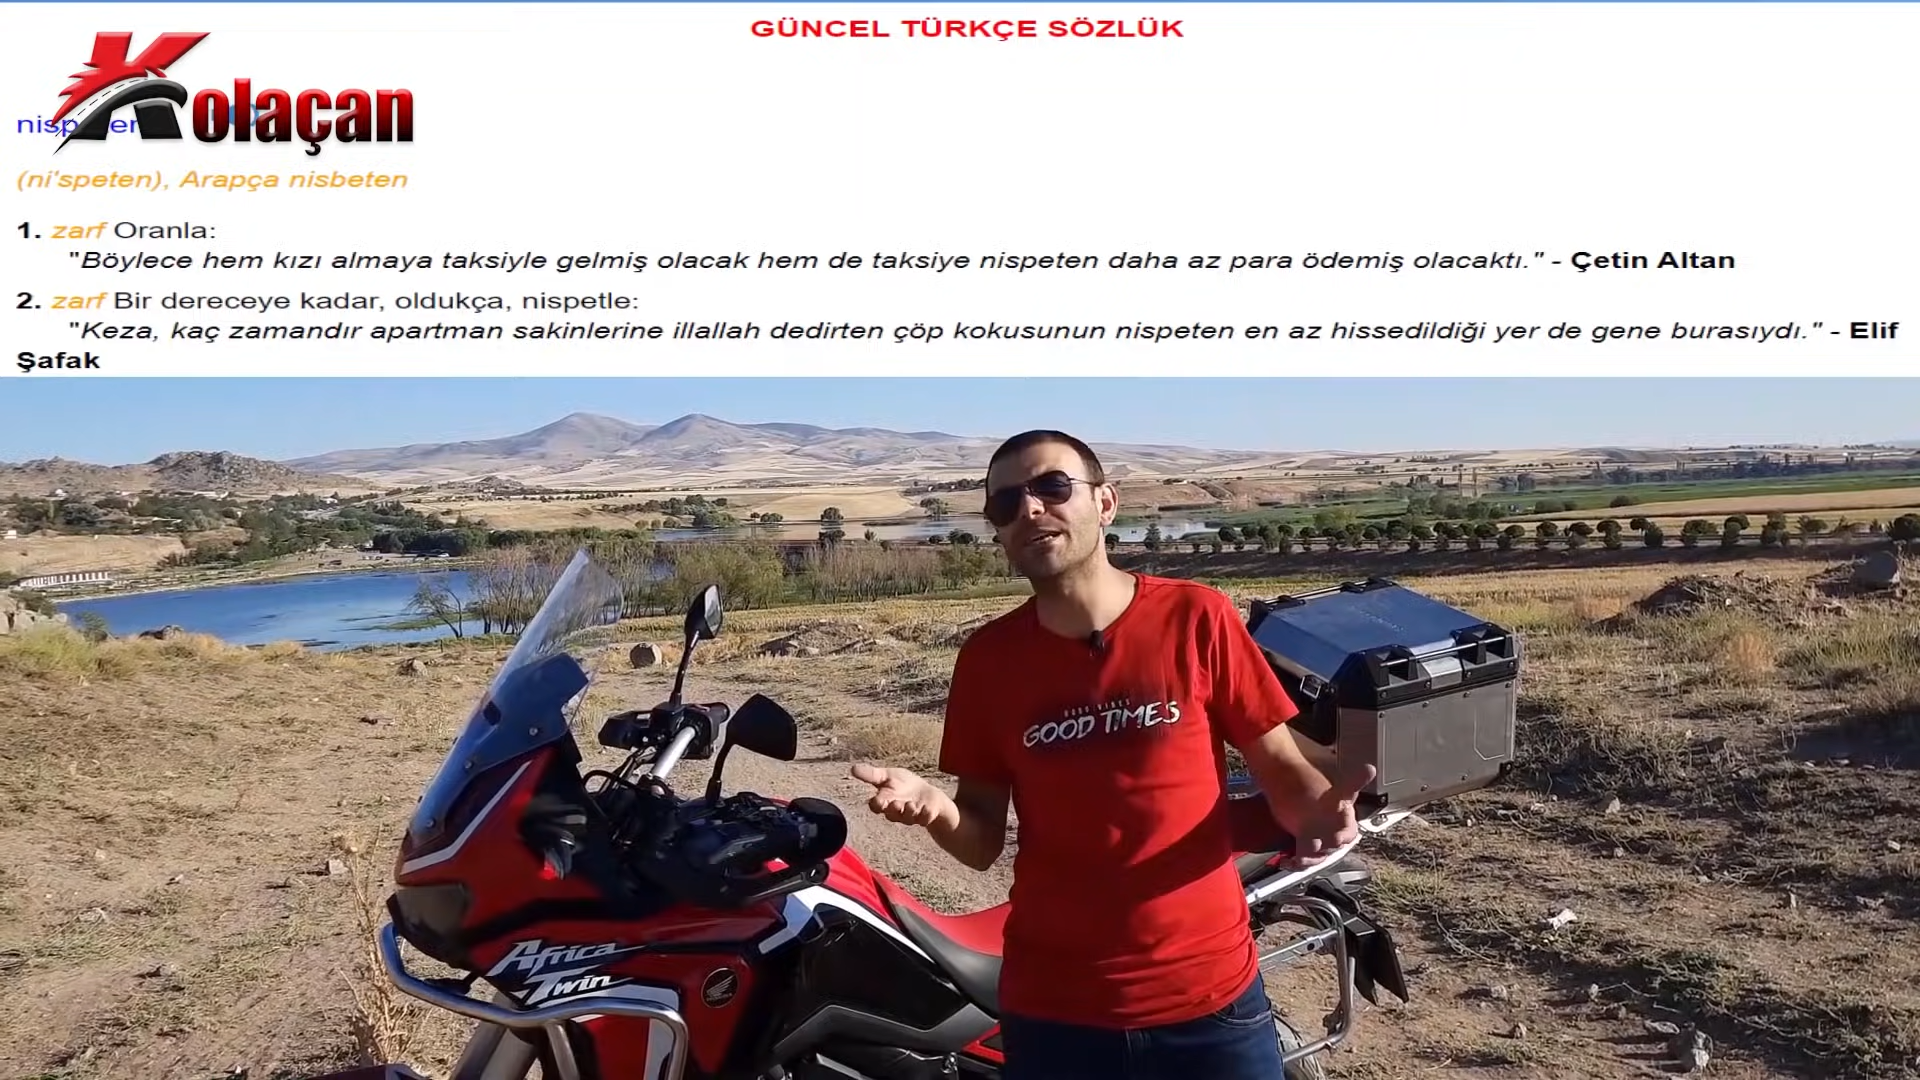 GÜNCEL TÜRKÇE SÖZLÜK
Kolaçan
(ni'speten), Arapça nisbeten
1. zarf Oranla:
"Böylece hem kızı almaya taksiyle gelmiş olacak hem de taksiye nispeten daha az para ödemiş olacaktı." - Çetin Altan
2. zarf Bir dereceye kadar, oldukça, nispetle:
"Keza, kaç zamandır apartman sakinlerine illallah dedirten çöp kokusunun nispeten en az hissedildiği yer de gene burasıydı." - Elif
Şafak
GOOD TIMES
Africa
Twin